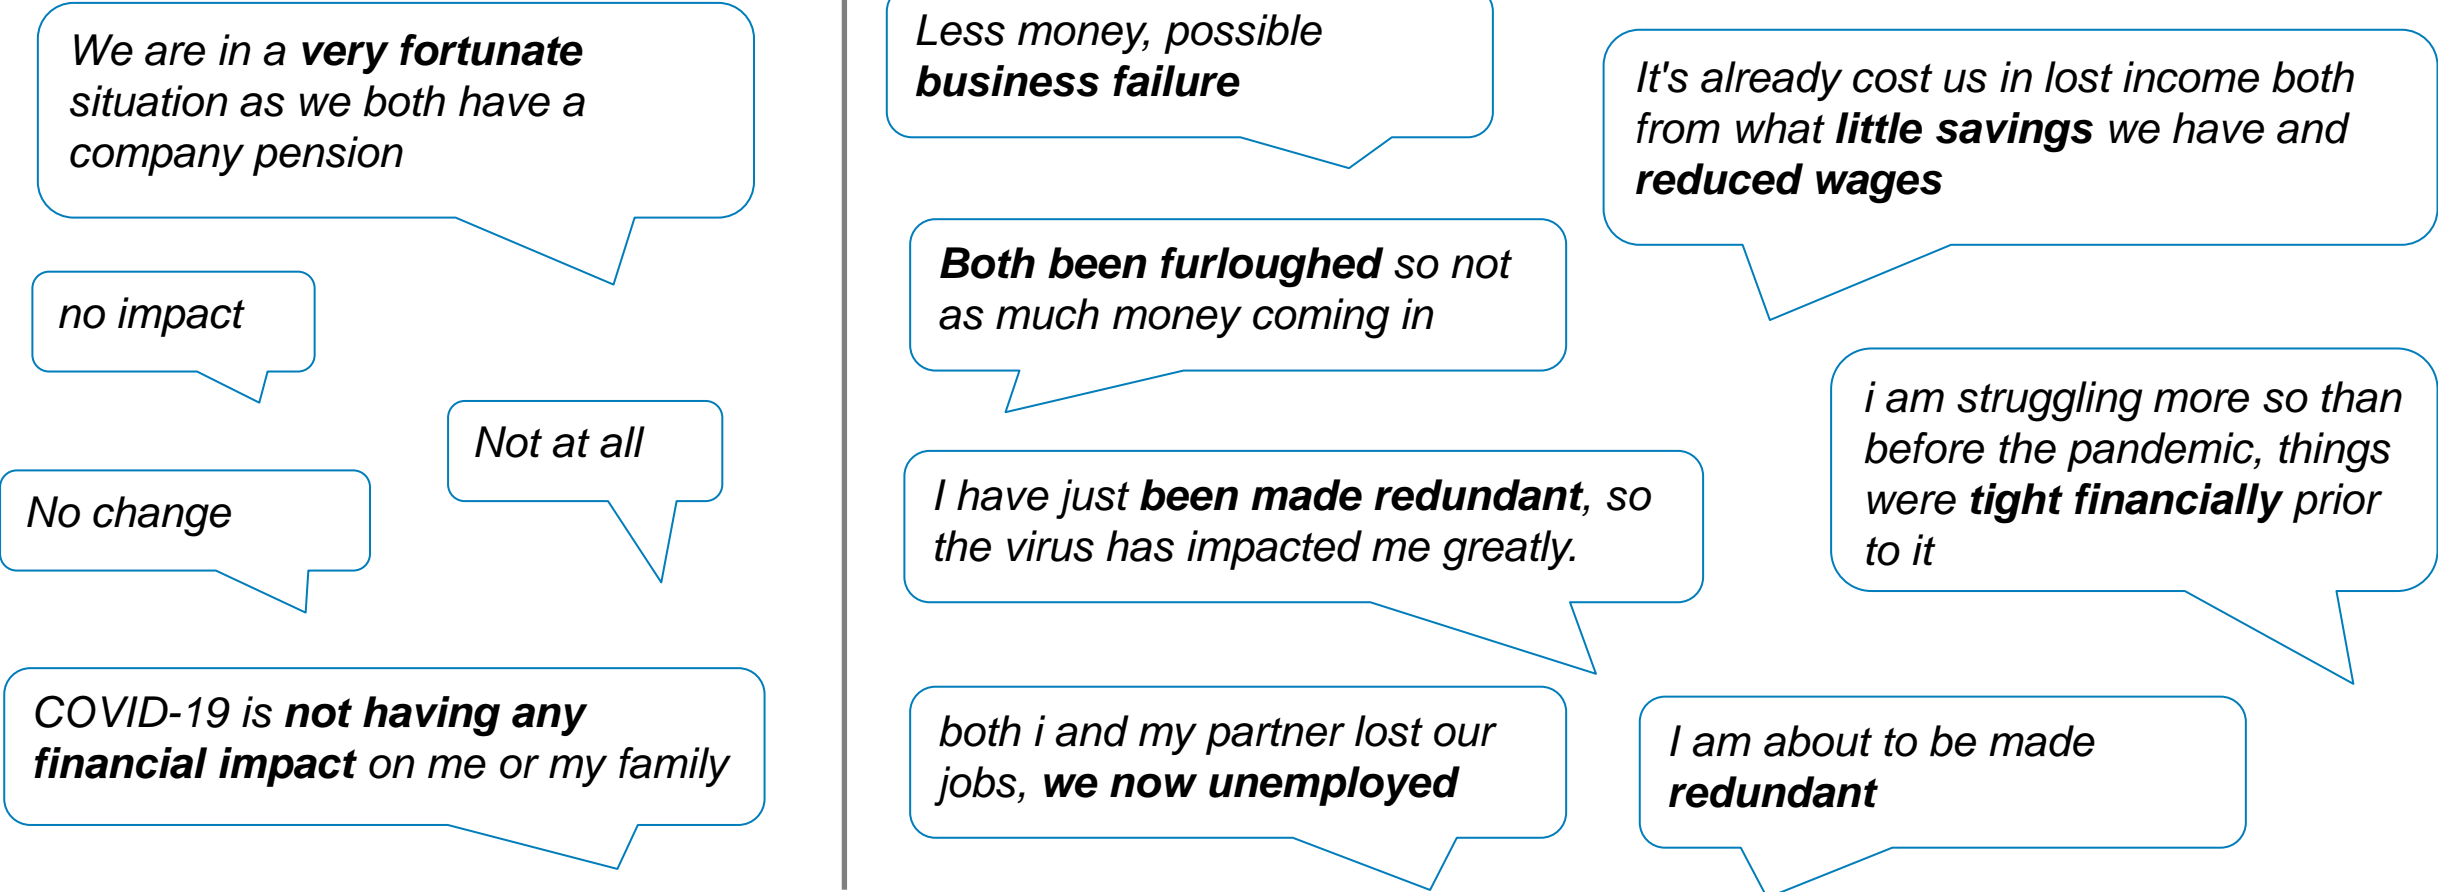 We are in a very fortunate
situation as we both have a
company pension
no impact
Not at all
No change
COVID-19 is not having any
financial impact on me or my family
Less money, possible
business failure
It's already cost us in lost income both
from what little savings we have and
reduced wages
Both been furloughed so not
as much money coming in
i am struggling more so than
before the pandemic, things
were tight financially prior
to it
I have just been made redundant, so
the virus has impacted me greatly.
both i and my partner lost our
jobs, we now unemployed
I am about to be made
redundant